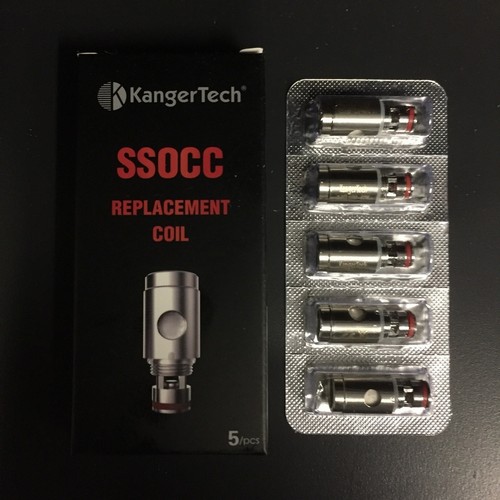 KangerTech®
SSOCC
REPLACEMENT
COIL
5/pcs